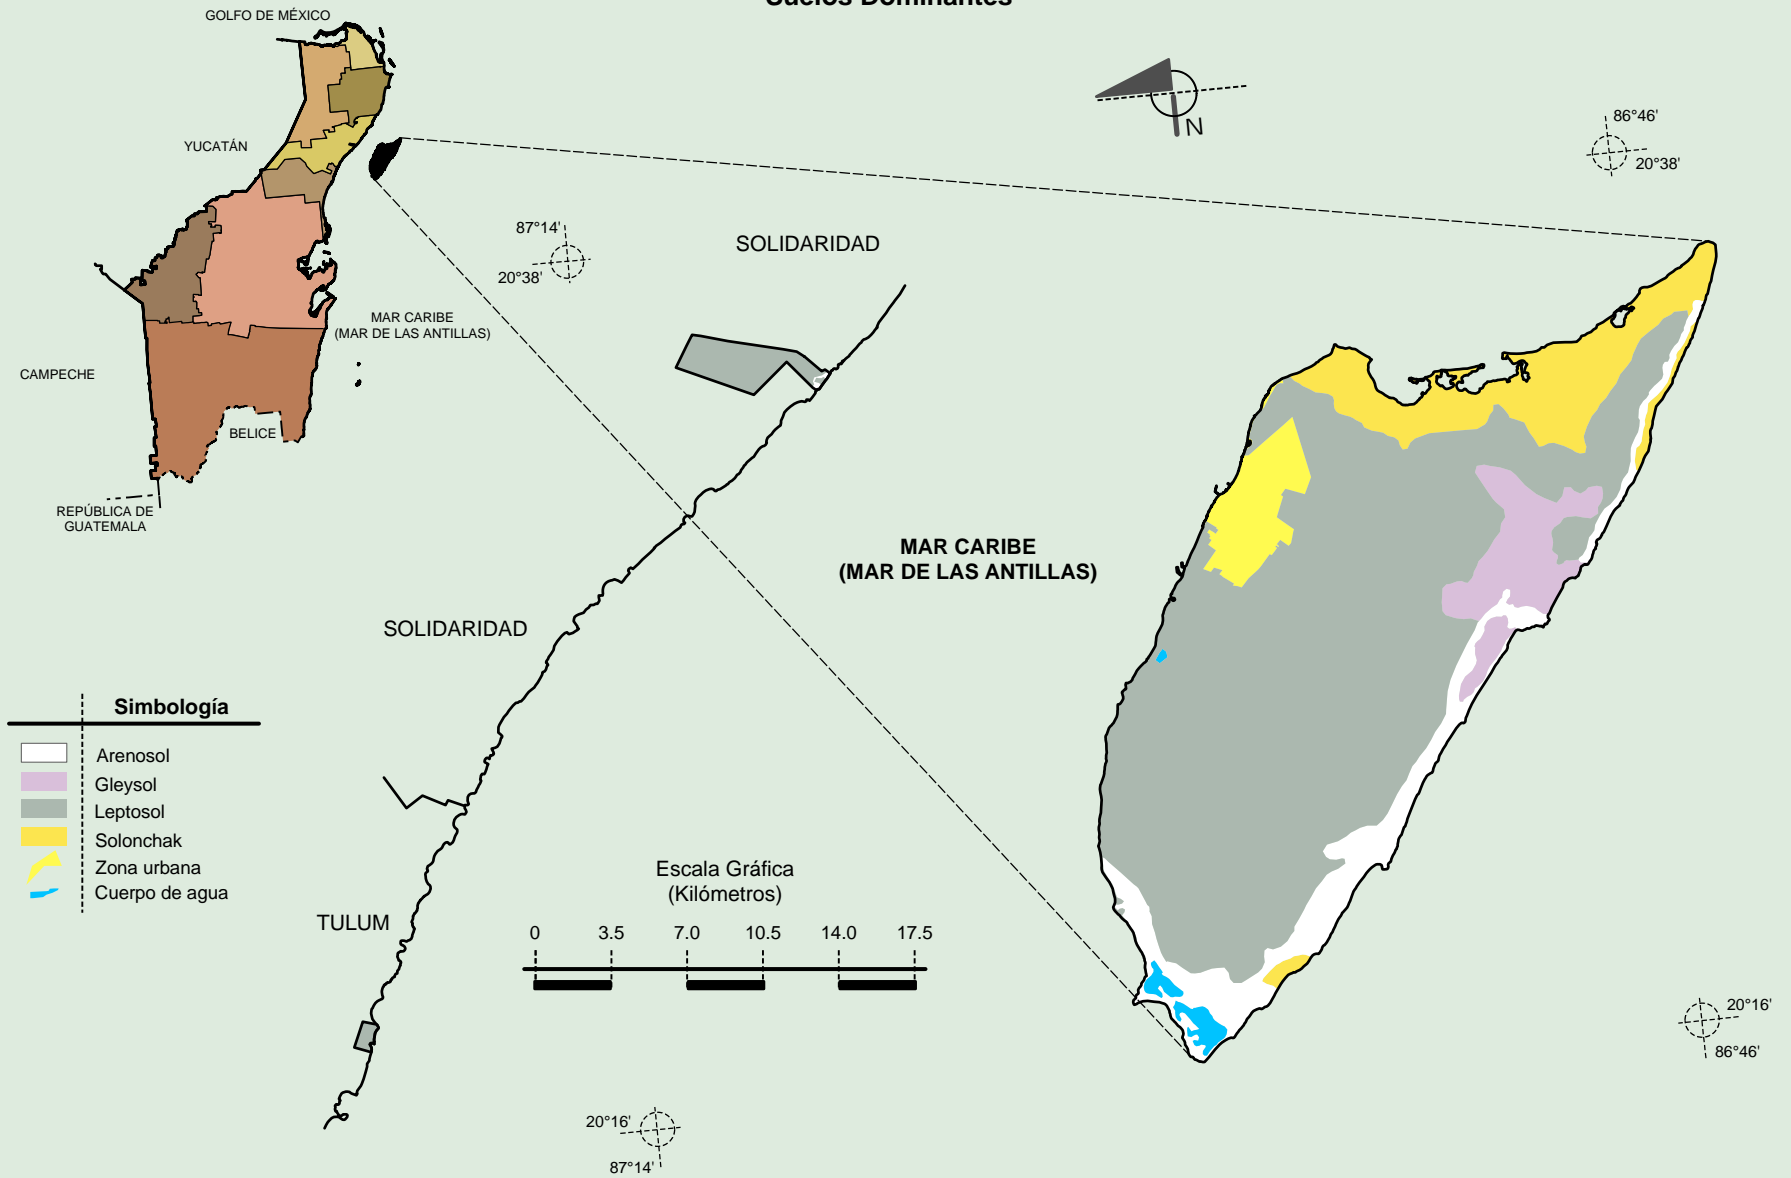 Suelos Dominantes
GOLFO DE MÉXICO
YUCATÁN
CAMPECHE
MAR CARIBE
(MAR DE LAS ANTILLAS)
BELICE
REPÚBLICA DE
GUATEMALA
N
86°46'
20°38'
87°14'
20°38'
SOLIDARIDAD
MAR CARIBE
(MAR DE LAS ANTILLAS)
SOLIDARIDAD
Simbología
Arenosol
Gleysol
Leptosol
Solonchak
Zona urbana
Cuerpo de agua
TULUM
Escala Gráfica
(Kilómetros)
0 3.5 7.0 10.5 14.0 17.5
20°16'
86°46'
20°16'
87°14'